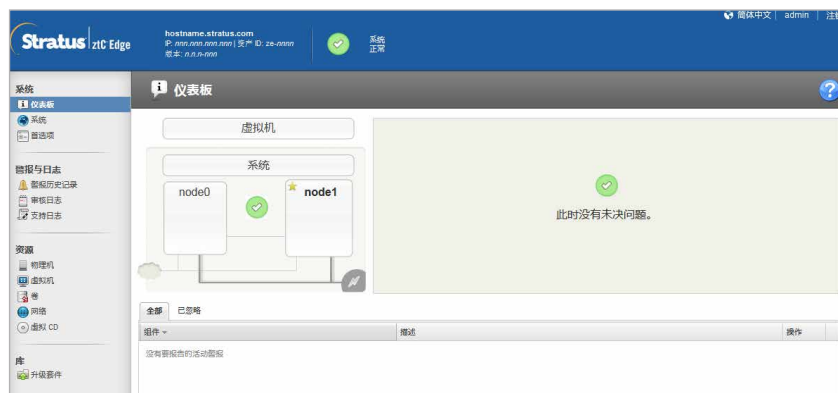 简体中文 | admin | 注
Stratus ztC Edge
hostname.stratus.com
IP: nnn.nnn.nnn.nnn | 资产 ID: ze-nnnn
版本: n.n.n-nnn
系统
正常
系统
仪表板
系统
首选项
警报与日志
警报历史记录
审核日志
支持日志
资源
物理机
虚拟机
卷
网络
虚拟 CD
库
升级套件
仪表板
虚拟机
系统
node0
node1
此时没有未决问题。
全部 已忽略
组件 描述 操作
没有要报告的活动警报